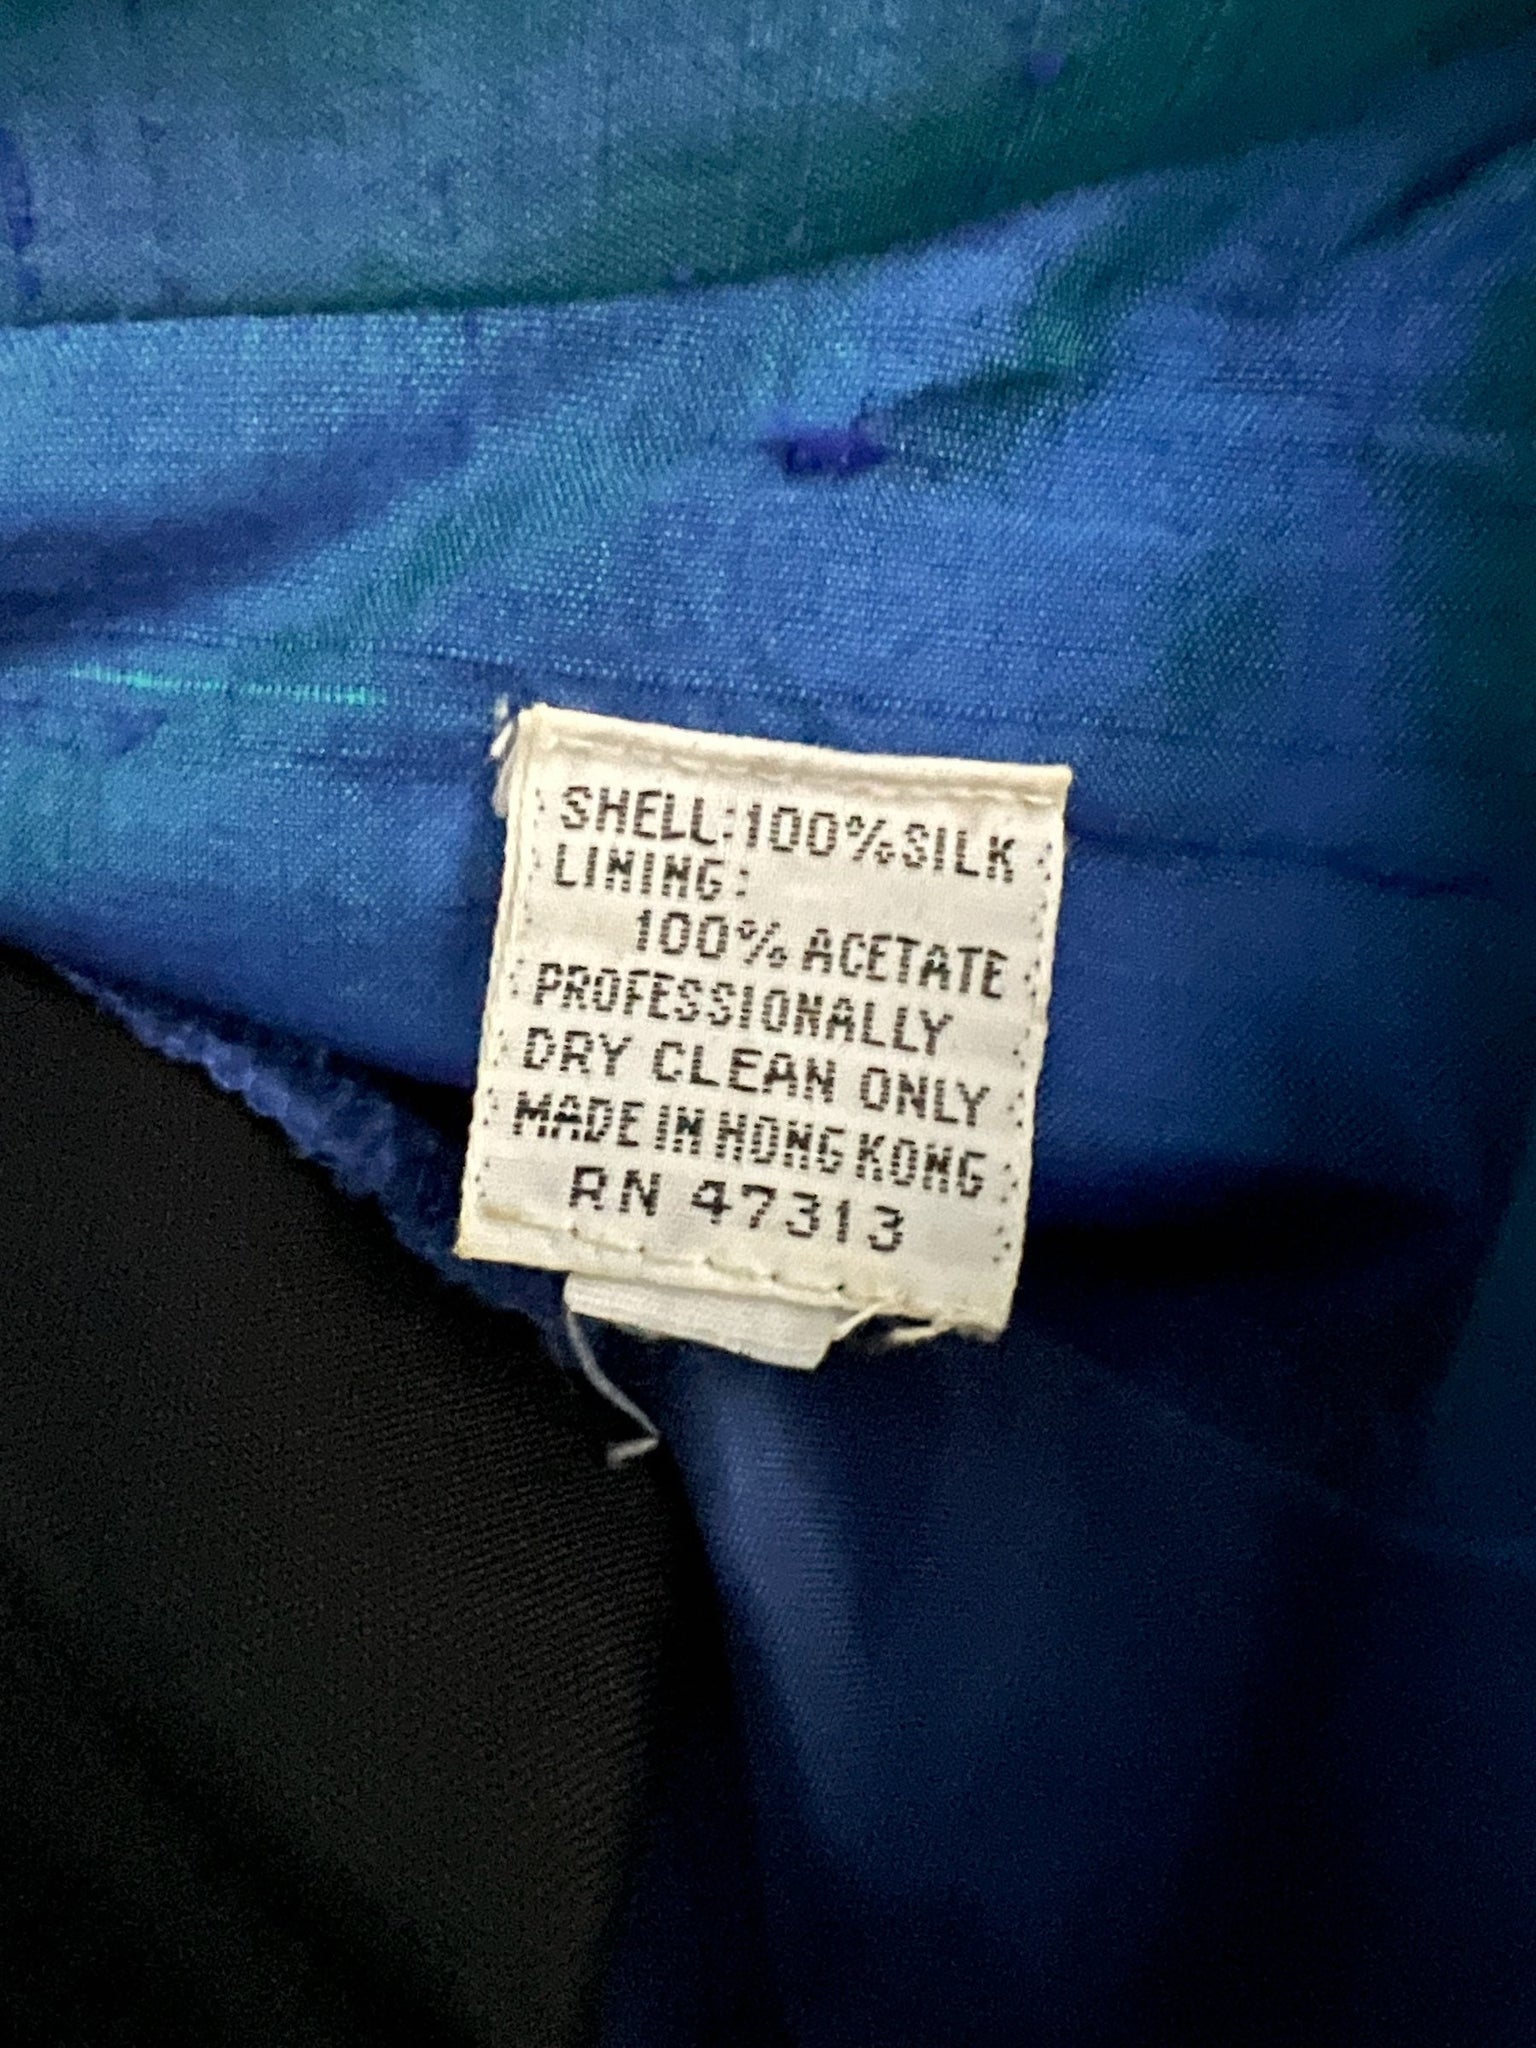 SHELL:100%SILK
LINING:
100% ACETATE
PROFESSIONALLY
DRY CLEAN ONLY
MADE IN HONG KONG
RN 47313